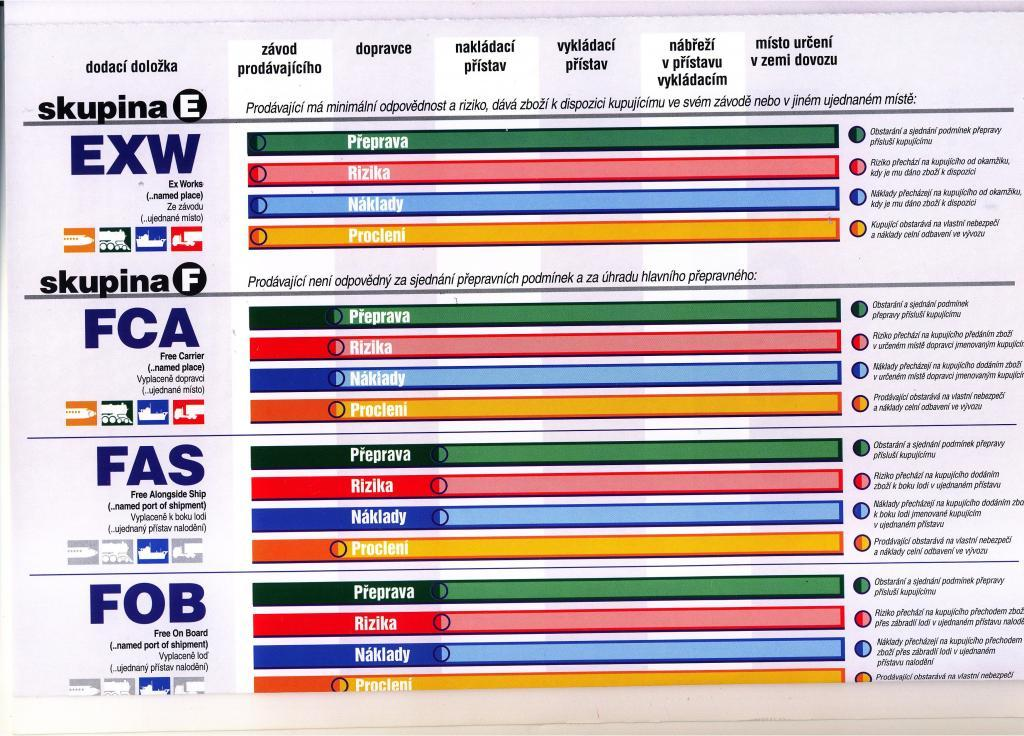 dodací doložka
závod
prodávajícího
dopravce
nakládací
přístav
vykládací
přístav
nábřeží
v přístavu
vykládacím
místo určení
v zemi dovozu
skupina E
Prodávající má minimální odpovědnost a riziko, dává zboží k dispozici kupujícímu ve svém závodě nebo v jiném ujednaném místě:
EXW
Ex Works
(..named place)
Ze závodu
(..ujednané místo)
Přeprava
Obstarání a sjednání podmínek přepravy
přísluší kupujícímu
Rizika
Riziko přechází na kupujícího od okamžiku,
kdy je mu dáno zboží k dispozici
Náklady
Náklady přecházejí na kupujícího od okamžiku,
kdy je mu dáno zboží k dispozici
Proclení
Kupující obstarává na vlastní nebezpečí
a náklady celní odbavení ve vývozu
skupina F
Prodávající není odpovědný za sjednání přepravních podmínek a za úhradu hlavního přepravného:
FCA
Free Carrier
(..named place)
Vyplaceně dopravci
(..ujednané místo)
Přeprava
Obstarání a sjednání podmínek
přepravy přísluší kupujícímu
Rizika
Riziko přechází na kupujícího předáním zboží
v určeném místě dopravci jmenovaným kupujícím
Náklady
Náklady přecházejí na kupujícího dodáním zboží
v určeném místě dopravci jmenovaným kupujícím
Proclení
Prodávající obstarává na vlastní nebezpečí
a náklady celní odbavení ve vývozu
FAS
Free Alongside Ship
(..named port of shipment)
Vyplaceně k boku lodi
(..ujednaný přístav nalodění)
Přeprava
Obstarání a sjednání podmínek přepravy
přísluší kupujícímu
Rizika
Riziko přechází na kupujícího dodáním
zboží k boku lodi v ujednaném přístavu
Náklady
Náklady přecházejí na kupujícího dodáním zbo
k boku lodi jmenované kupujícím
v ujednaném přístavu
Proclení
Prodávající obstarává na vlastní nebezpečí
a náklady celní odbavení ve vývozu
FOB
Free On Board
(..named port of shipment)
Vyplaceně loď
(..ujednaný přístav nalodění)
Přeprava
Obstarání a sjednání podmínek přepravy
přísluší kupujícímu
Rizika
Riziko přechází na kupujícího přechodem zbož
přes zábradlí lodi v ujednaném přístavu nalodě
Náklady
Náklady přecházejí na kupujícího přechodem
zboží přes zábradlí lodi v ujednaném
přístavu nalodění
Proclení
Prodávající obstarává na vlastní nebezpečí